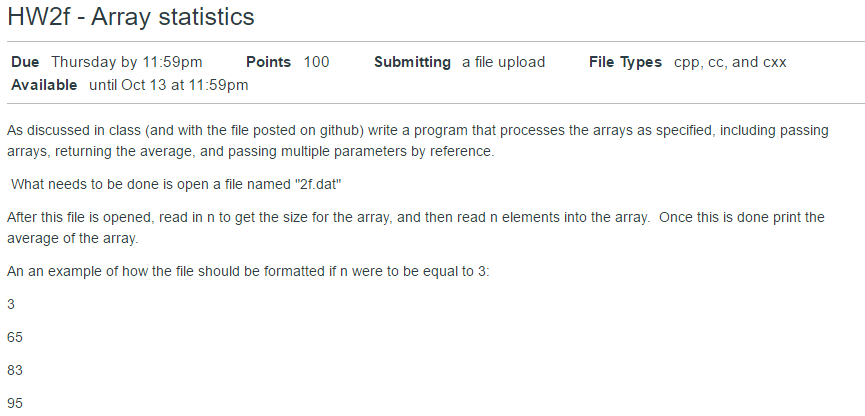 HW2f - Array statistics
Due Thursday by 11:59pm Points 100 Submitting a file upload File Types cpp, cc, and cxx
Available until Oct 13 at 11:59pm
As discussed in class (and with the file posted on github) write a program that processes the arrays as specified, including passing
arrays, returning the average, and passing multiple parameters by reference.
What needs to be done is open a file named "2f.dat"
After this file is opened, read in n to get the size for the array, and then read n elements into the array. Once this is done print the
average of the array.
An an example of how the file should be formatted if n were to be equal to 3:
3
65
83
95